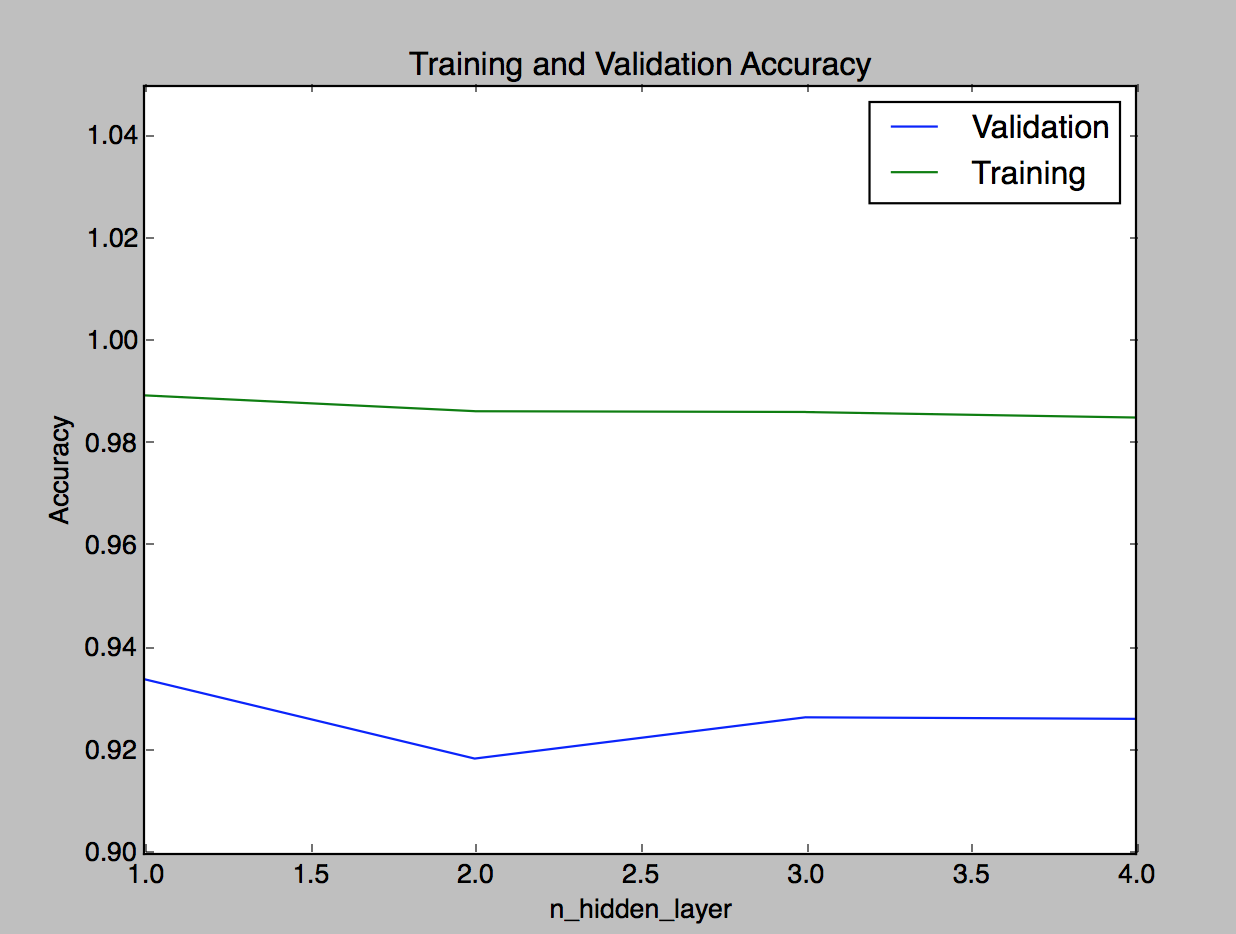 Training and Validation Accuracy
Validation
Training
1.04
1.02
1.00
0.98
0.96
0.94
0.92
0.90
Accuracy
1.0 1.5 2.0 2.5 3.0 3.5 4.0
n_hidden_layer